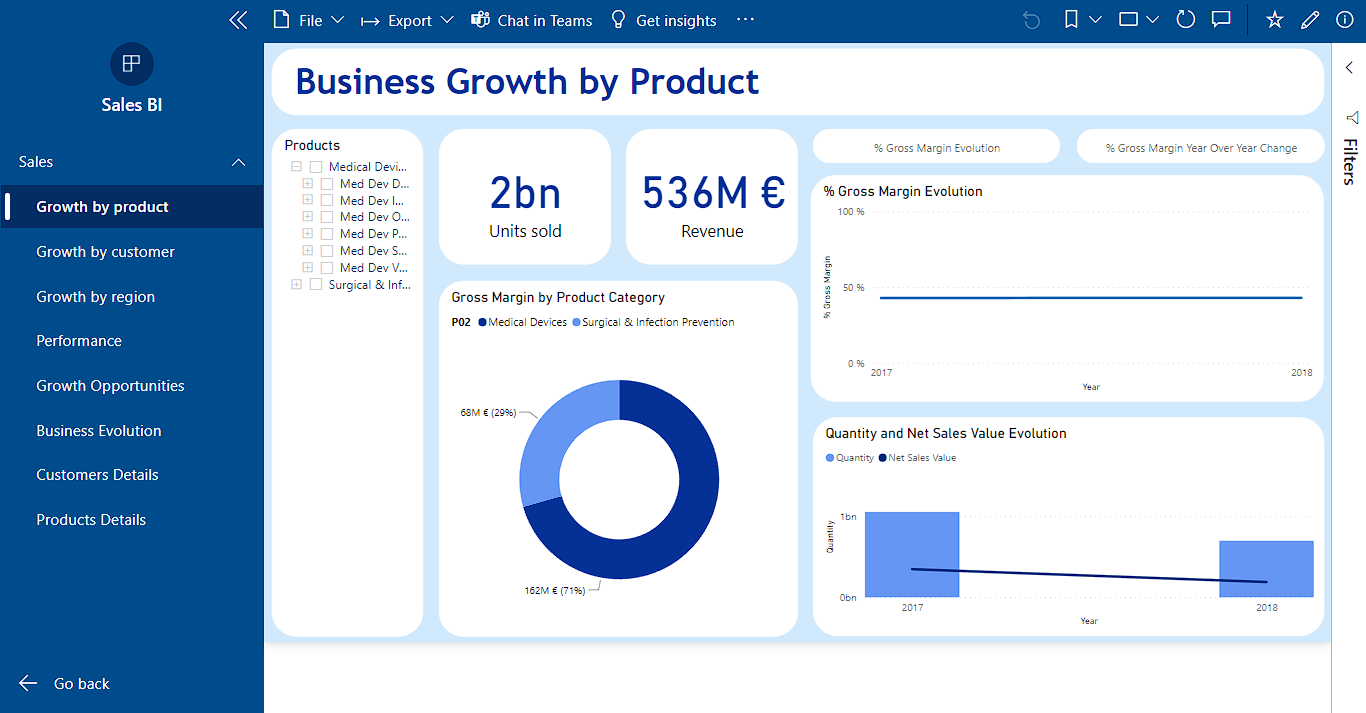 File
Export
Chat in Teams
Get insights
Sales BI
Sales
Growth by product
Growth by customer
Growth by region
Performance
Growth Opportunities
Business Evolution
Customers Details
Products Details
Go back
Business Growth by Product
Products
Medical Devi...
Med Dev D...
Med Dev I...
Med Dev O...
Med Dev P...
Med Dev S...
Med Dev V...
Surgical & Inf...
2bn
Units sold
536M €
Revenue
Gross Margin by Product Category
P02 Medical Devices Surgical & Infection Prevention
68M € (29%)
162M € (71%)
% Gross Margin Evolution
% Gross Margin Year Over Year Change
% Gross Margin Evolution
100 %
50 %
0 %
% Gross Margin
2017 2018
Year
Quantity and Net Sales Value Evolution
Quantity Net Sales Value
1bn
0bn
Quantity
2017 2018
Year
Filters